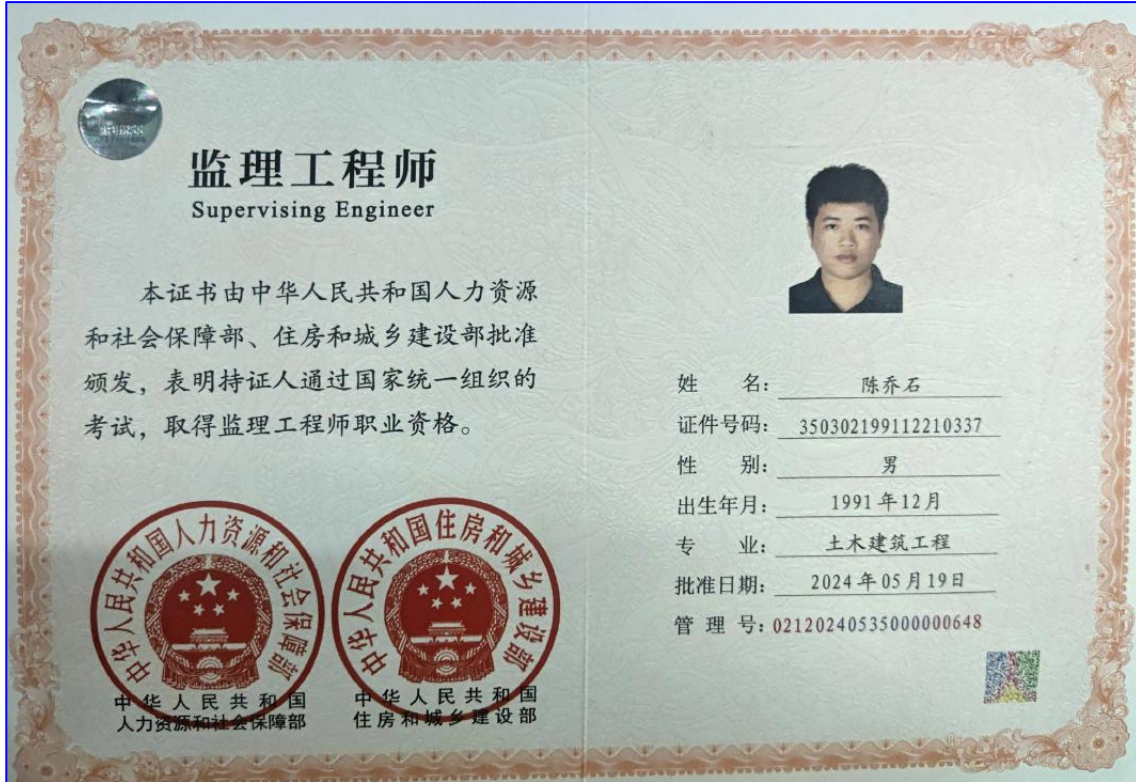 监理工程师
Supervising Engineer
本证书由中华人民共和国人力资源
和社会保障部、住房和城乡建设部批准
颁发，表明持证人通过国家统一组织的
考试，取得监理工程师职业资格。
中华人民共和国人力资源和社会保障部
中华人民共和国
人力资源和社会保障部
中华人民共和国住房和城乡建设部
中华人民共和国
住房和城乡建设部
姓 名： 陈乔石
证件号码： 350302199112210337
性 别： 男
出生年月： 1991年12月
专 业： 土木建筑工程
批准日期： 2024年05月19日
管 理 号：02120240535000000648